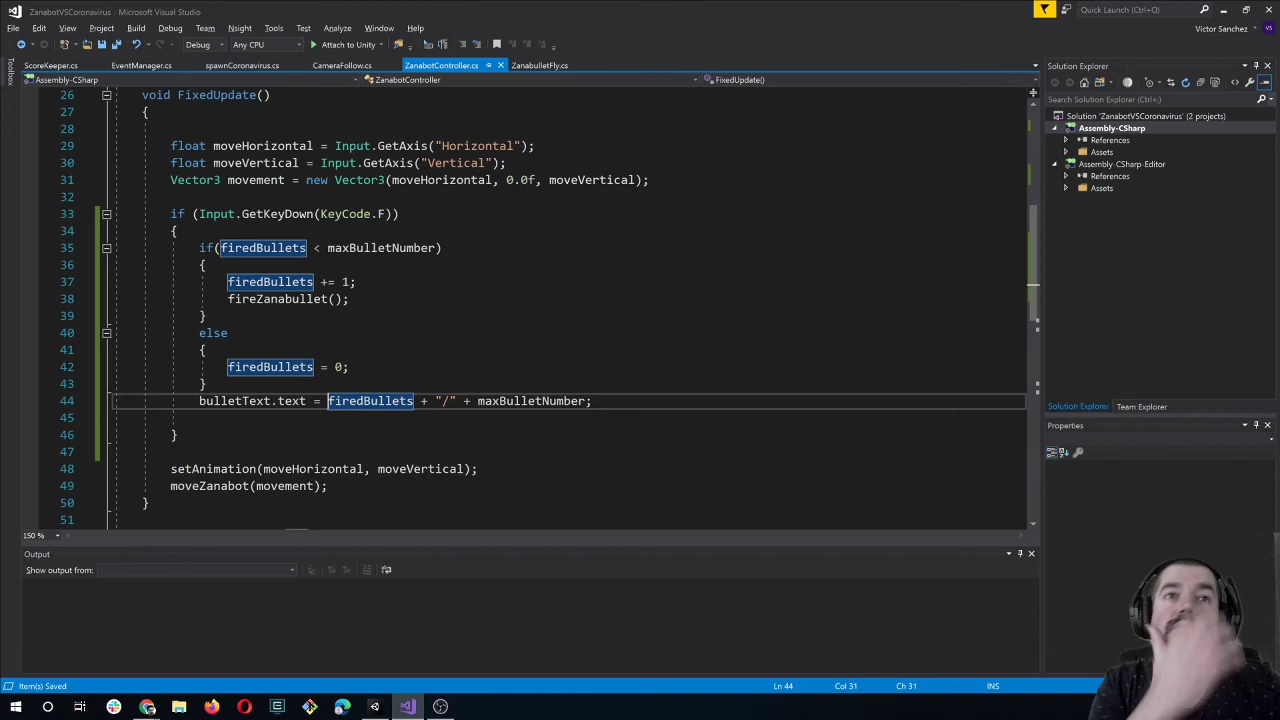 ZanabotVSCoronavirus - Microsoft Visual Studio
Quick Launch (Ctrl+Q)
File Edit View Project Build Debug Team Tools Test Analyze Window Help
Victor Sanchez VS
Debug Any CPU Attach to Unity
Toolbox
ScoreKeeper.cs EventManager.cs spawnCoronavirus.cs CameraFollow.cs ZanabotController.cs ZanabulletFly.cs
Assembly-CSharp ZanabotController FixedUpdate()
26 void FixedUpdate()
27 {
28
29 float moveHorizontal = Input.GetAxis("Horizontal");
30 float moveVertical = Input.GetAxis("Vertical");
31 Vector3 movement = new Vector3(moveHorizontal, 0.0f, moveVertical);
32
33 if (Input.GetKeyDown(KeyCode.F))
34 {
35 if(firedBullets < maxBulletNumber)
36 {
37 firedBullets += 1;
38 fireZanabullet();
39 }
40 else
41 {
42 firedBullets = 0;
43 }
44 bulletText.text = firedBullets + "/" + maxBulletNumber;
45
46 }
47
48 setAnimation(moveHorizontal, moveVertical);
49 moveZanabot(movement);
50 }
51
150 %
Output
Show output from:
Solution Explorer
Search Solution Explorer (Ctrl+;)
Solution 'ZanabotVSCoronavirus' (2 projects)
Assembly-CSharp
References
Assets
Assembly-CSharp-Editor
References
Assets
Solution Explorer Team Explorer
Properties
Item(s) Saved Ln 44 Col 31 Ch 31 INS